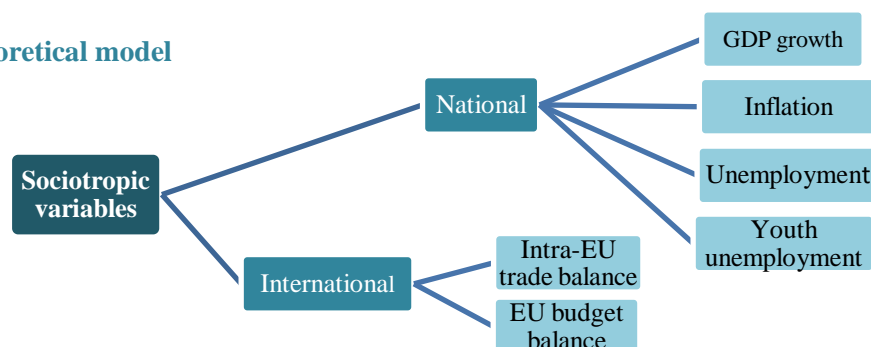 oretical model
GDP growth
National
Inflation
Sociotropic
variables
Unemployment
Youth
unemployment
Intra-EU
trade balance
International
EU budget
balance